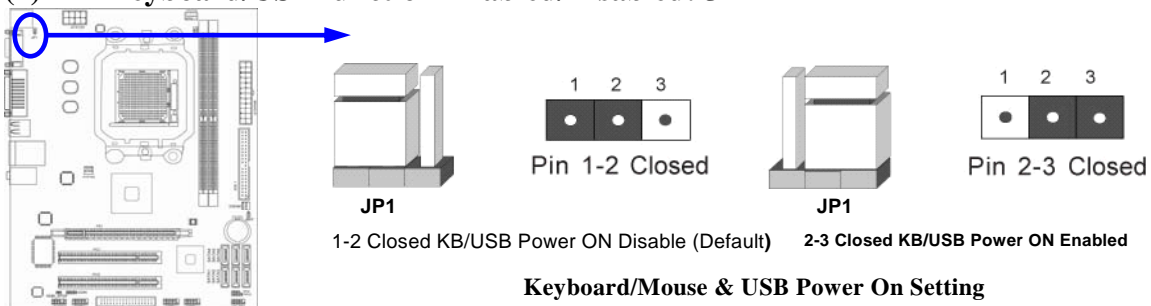 1 2 3
Pin 1-2 Closed
JP1
1-2 Closed KB/USB Power ON Disable (Default)
1 2 3
Pin 2-3 Closed
JP1
2-3 Closed KB/USB Power ON Enabled
Keyboard/Mouse & USB Power On Setting